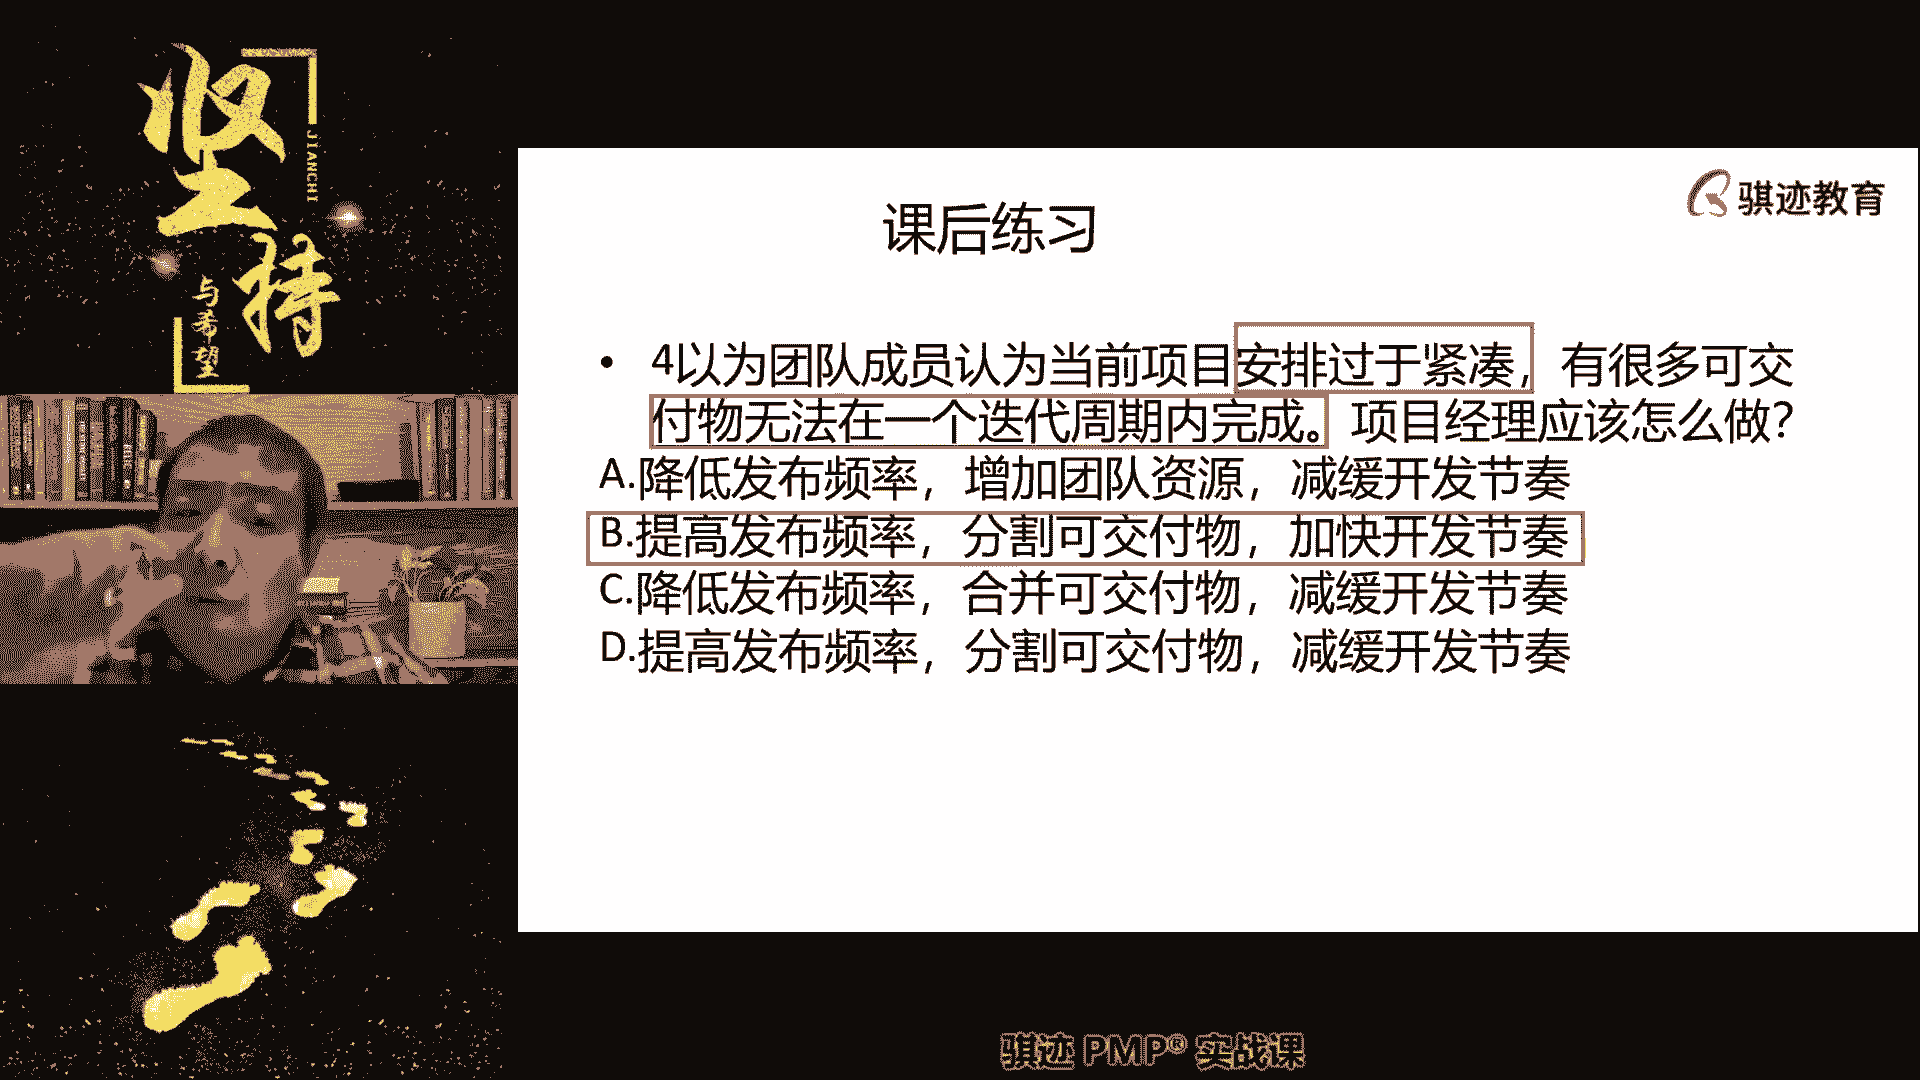 坚持
JIANCHI
与希望
骐迹教育
课后练习
• 4以为团队成员认为当前项目安排过于紧凑，有很多可交
付物无法在一个迭代周期内完成。项目经理应该怎么做?
A.降低发布频率，增加团队资源，减缓开发节奏
B.提高发布频率，分割可交付物，加快开发节奏
C.降低发布频率，合并可交付物，减缓开发节奏
D.提高发布频率，分割可交付物，减缓开发节奏
骐迹 PMP® 实战课